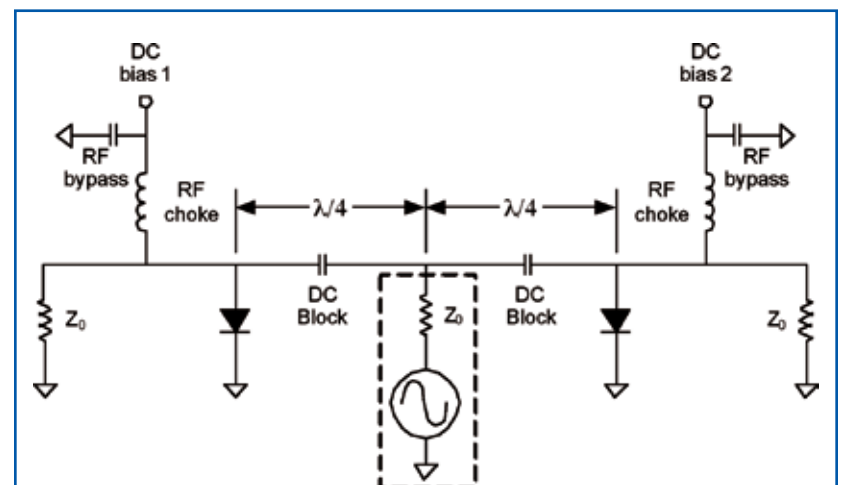 DC
bias 1
DC
bias 2
RF
bypass
RF
choke
λ/4
λ/4
RF
choke
RF
bypass
Z₀
DC
Block
Z₀
DC
Block
Z₀